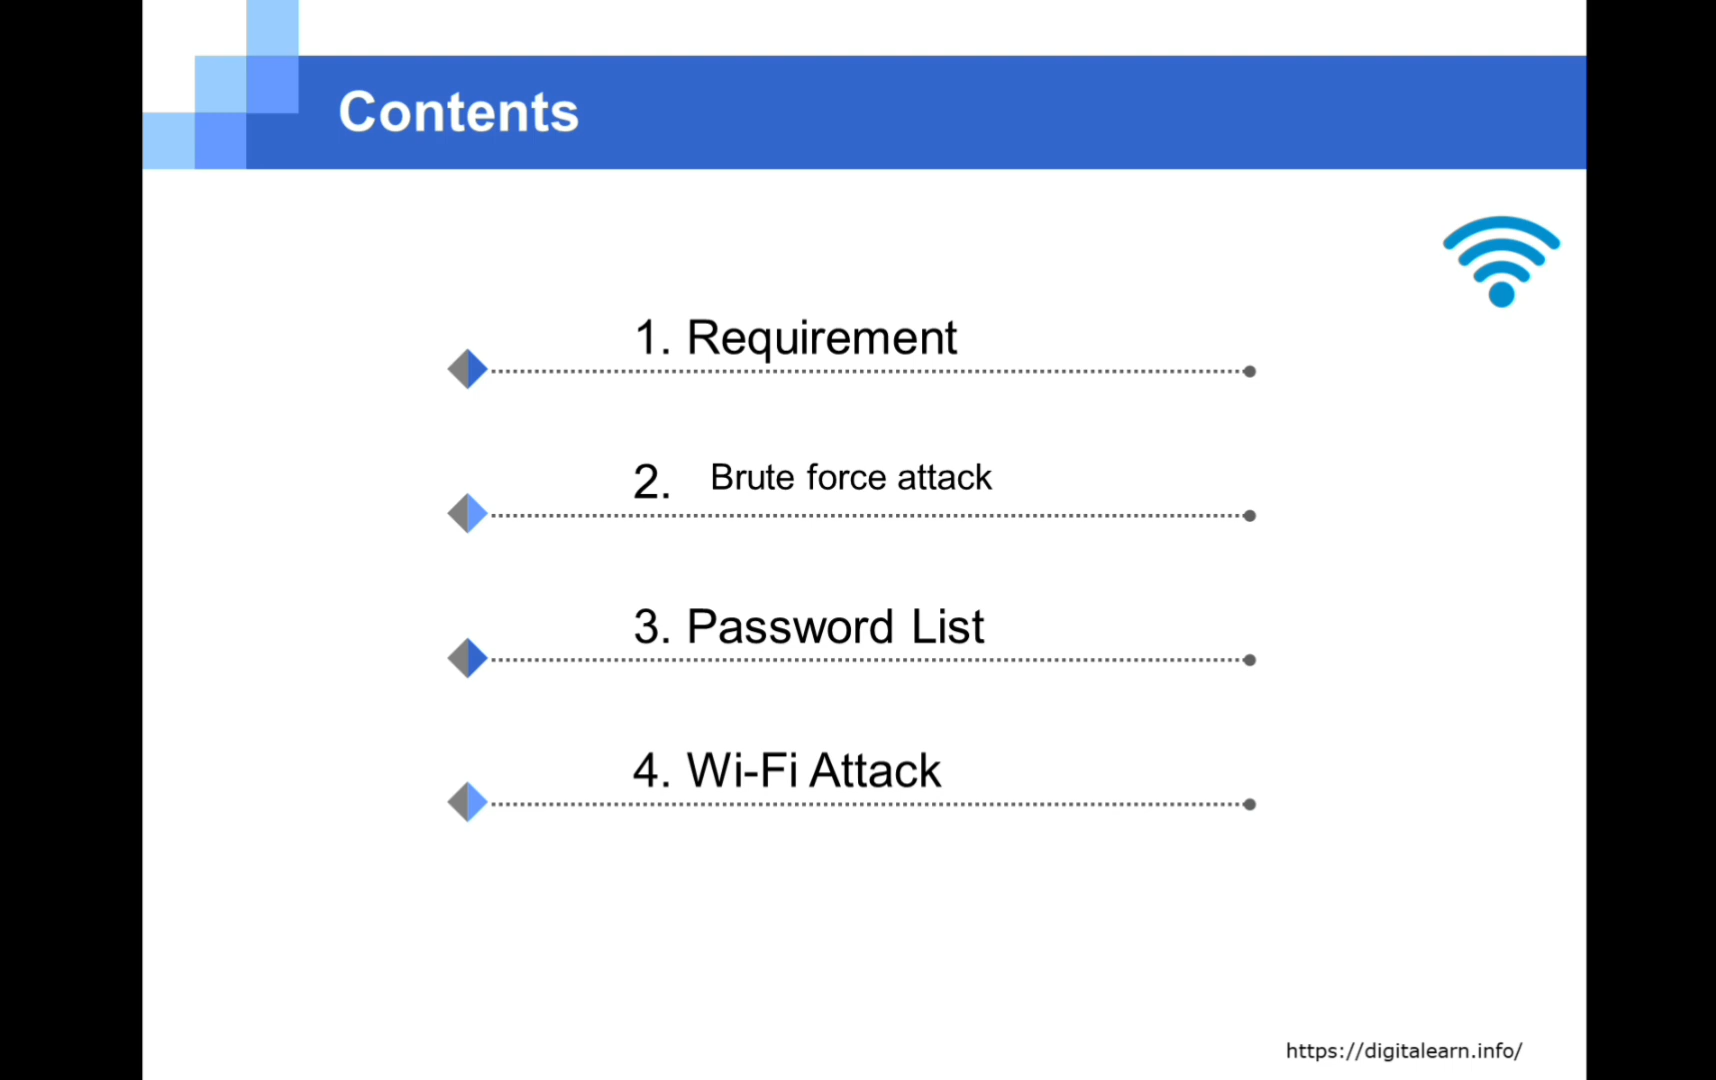 Contents
1. Requirement
2. Brute force attack
3. Password List
4. Wi-Fi Attack
https://digitalearn.info/